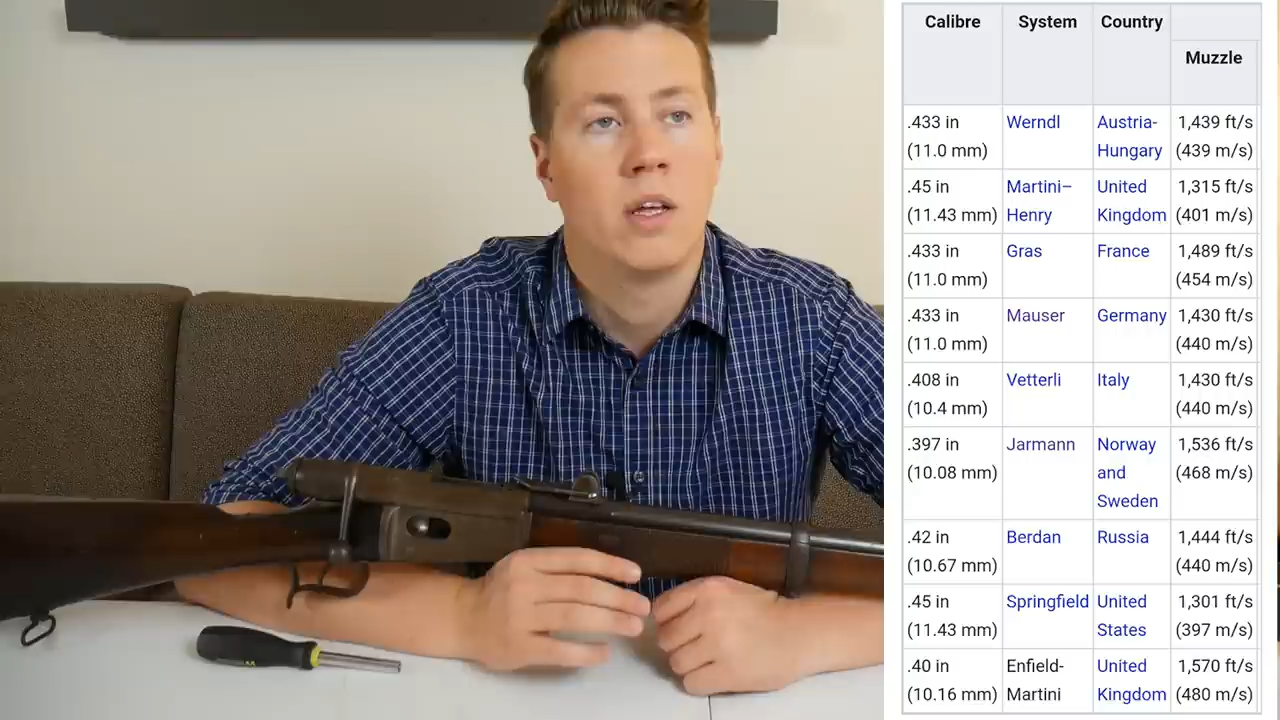 Calibre System Country
Muzzle
.433 in Werndl Austria- 1,439 ft/s
(11.0 mm) Hungary (439 m/s)
.45 in Martini– United 1,315 ft/s
(11.43 mm) Henry Kingdom (401 m/s)
.433 in Gras France 1,489 ft/s
(11.0 mm) (454 m/s)
.433 in Mauser Germany 1,430 ft/s
(11.0 mm) (440 m/s)
.408 in Vetterli Italy 1,430 ft/s
(10.4 mm) (440 m/s)
.397 in Jarmann Norway 1,536 ft/s
(10.08 mm) and (468 m/s)
Sweden
.42 in Berdan Russia 1,444 ft/s
(10.67 mm) (440 m/s)
.45 in Springfield United 1,301 ft/s
(11.43 mm) States (397 m/s)
.40 in Enfield- United 1,570 ft/s
(10.16 mm) Martini Kingdom (480 m/s)